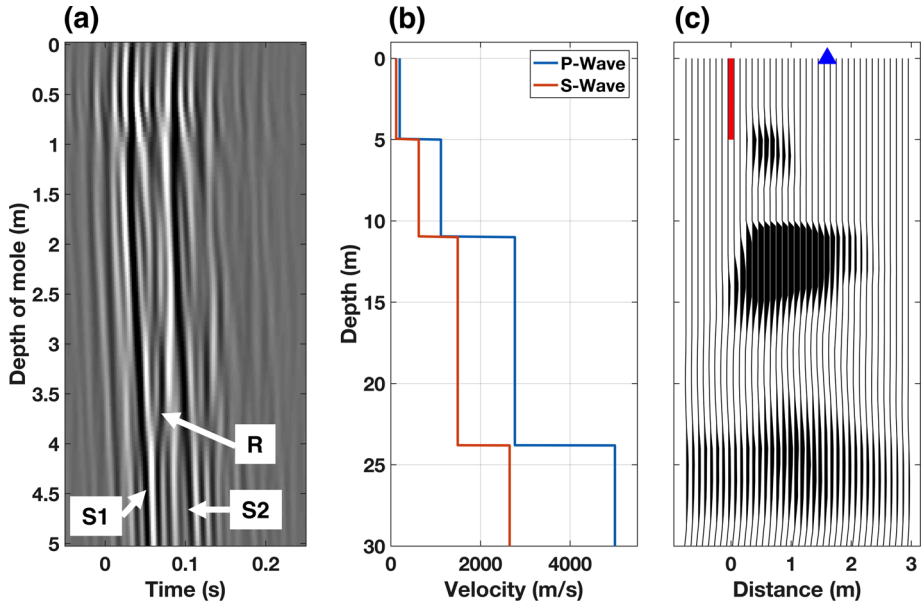 (a)
0
0.5
1
1.5
2
2.5
3
3.5
4
4.5
5
Depth of mole (m)
R
S1
S2
0
0.1
0.2
Time (s)
(b)
0
5
10
15
20
25
30
Depth (m)
P-Wave
S-Wave
0
2000
4000
Velocity (m/s)
(c)
0
1
2
3
Distance (m)